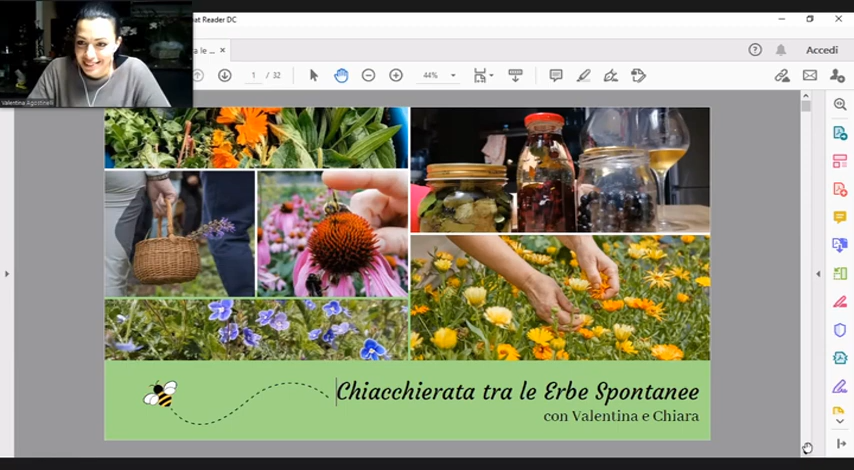 at Reader DC
ra le ... ×
Accedi
1 / 32
44%
Valentina Agostinelli
Chiacchierata tra le Erbe Spontanee
con Valentina e Chiara